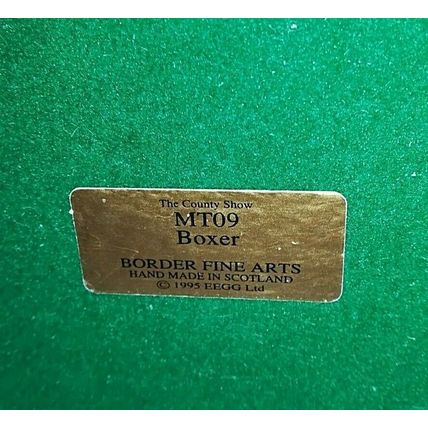 The County Show
MT09
Boxer
BORDER FINE ARTS
HAND MADE IN SCOTLAND
© 1995 EEGG Ltd